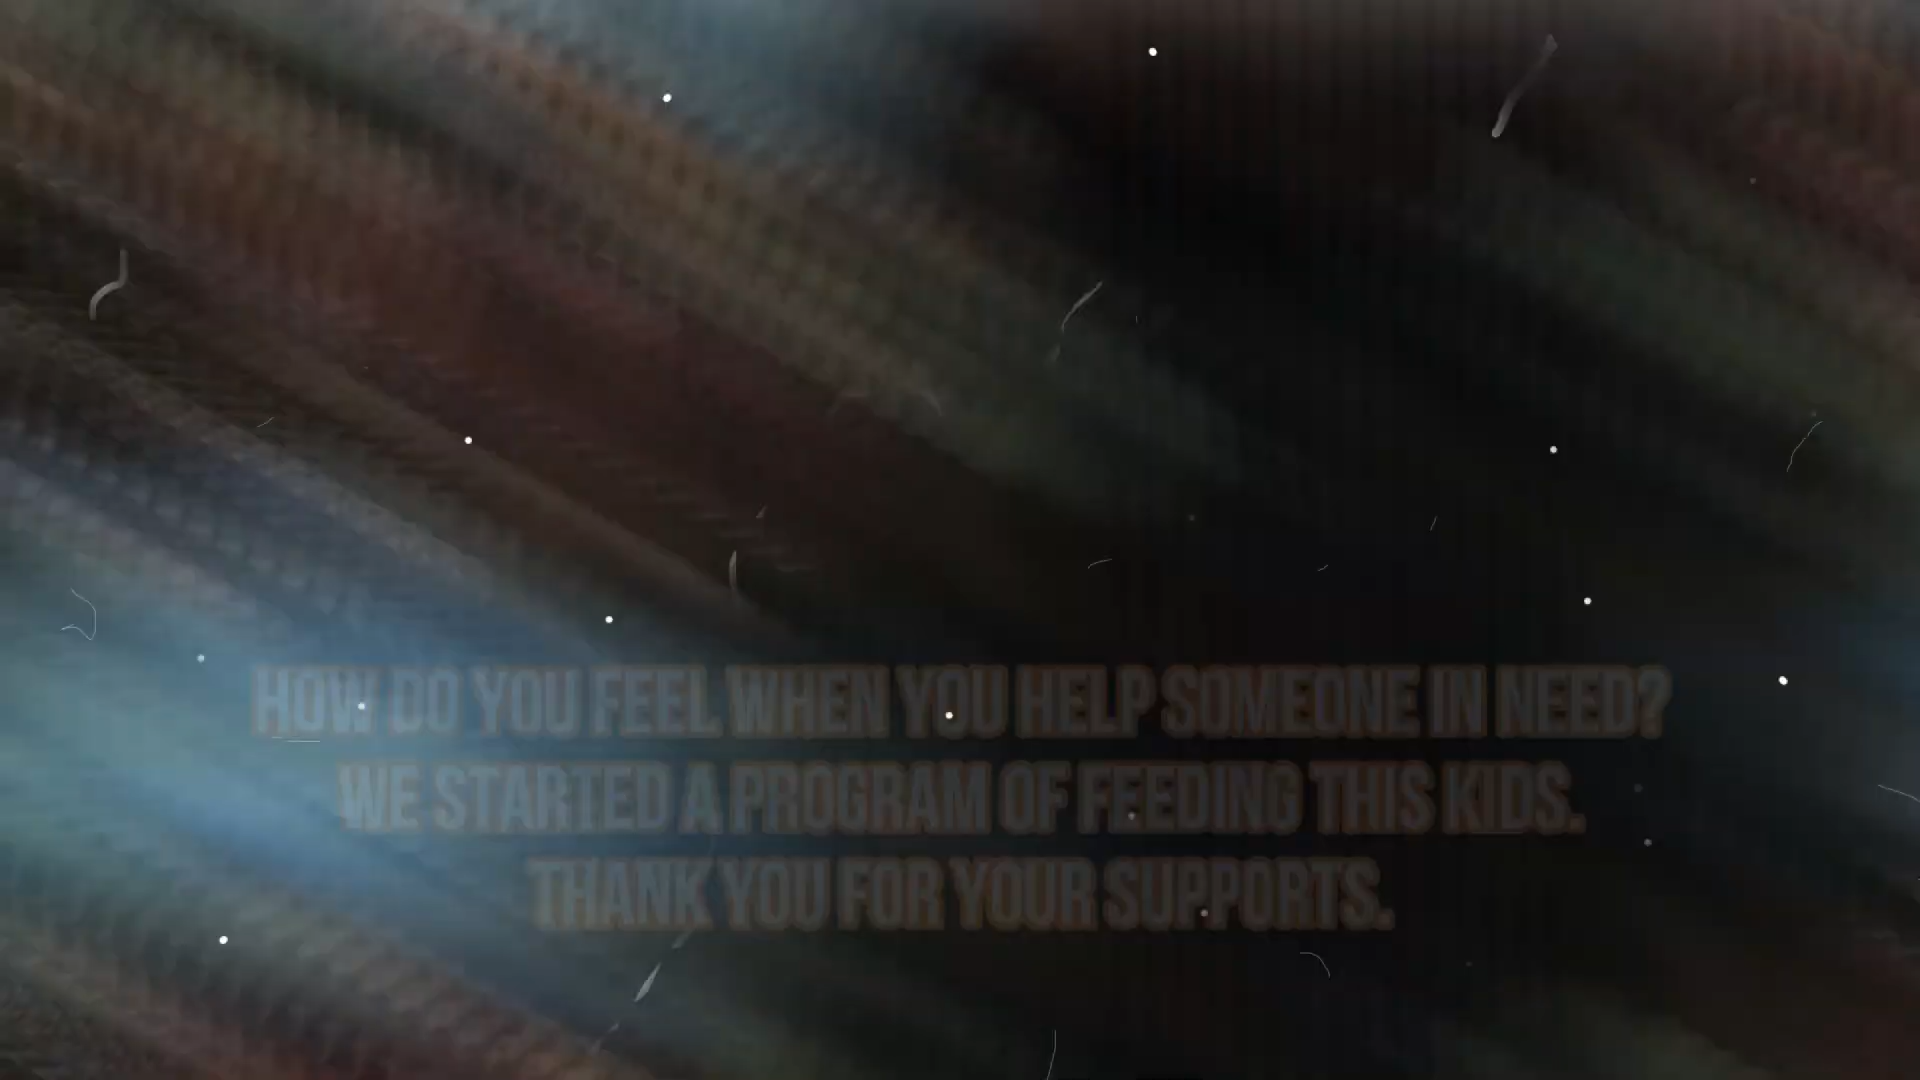 HOW DO YOU FEEL WHEN YOU HELP SOMEONE IN NEED?
WE STARTED A PROGRAM OF FEEDING THIS KIDS.
THANK YOU FOR YOUR SUPPORTS.